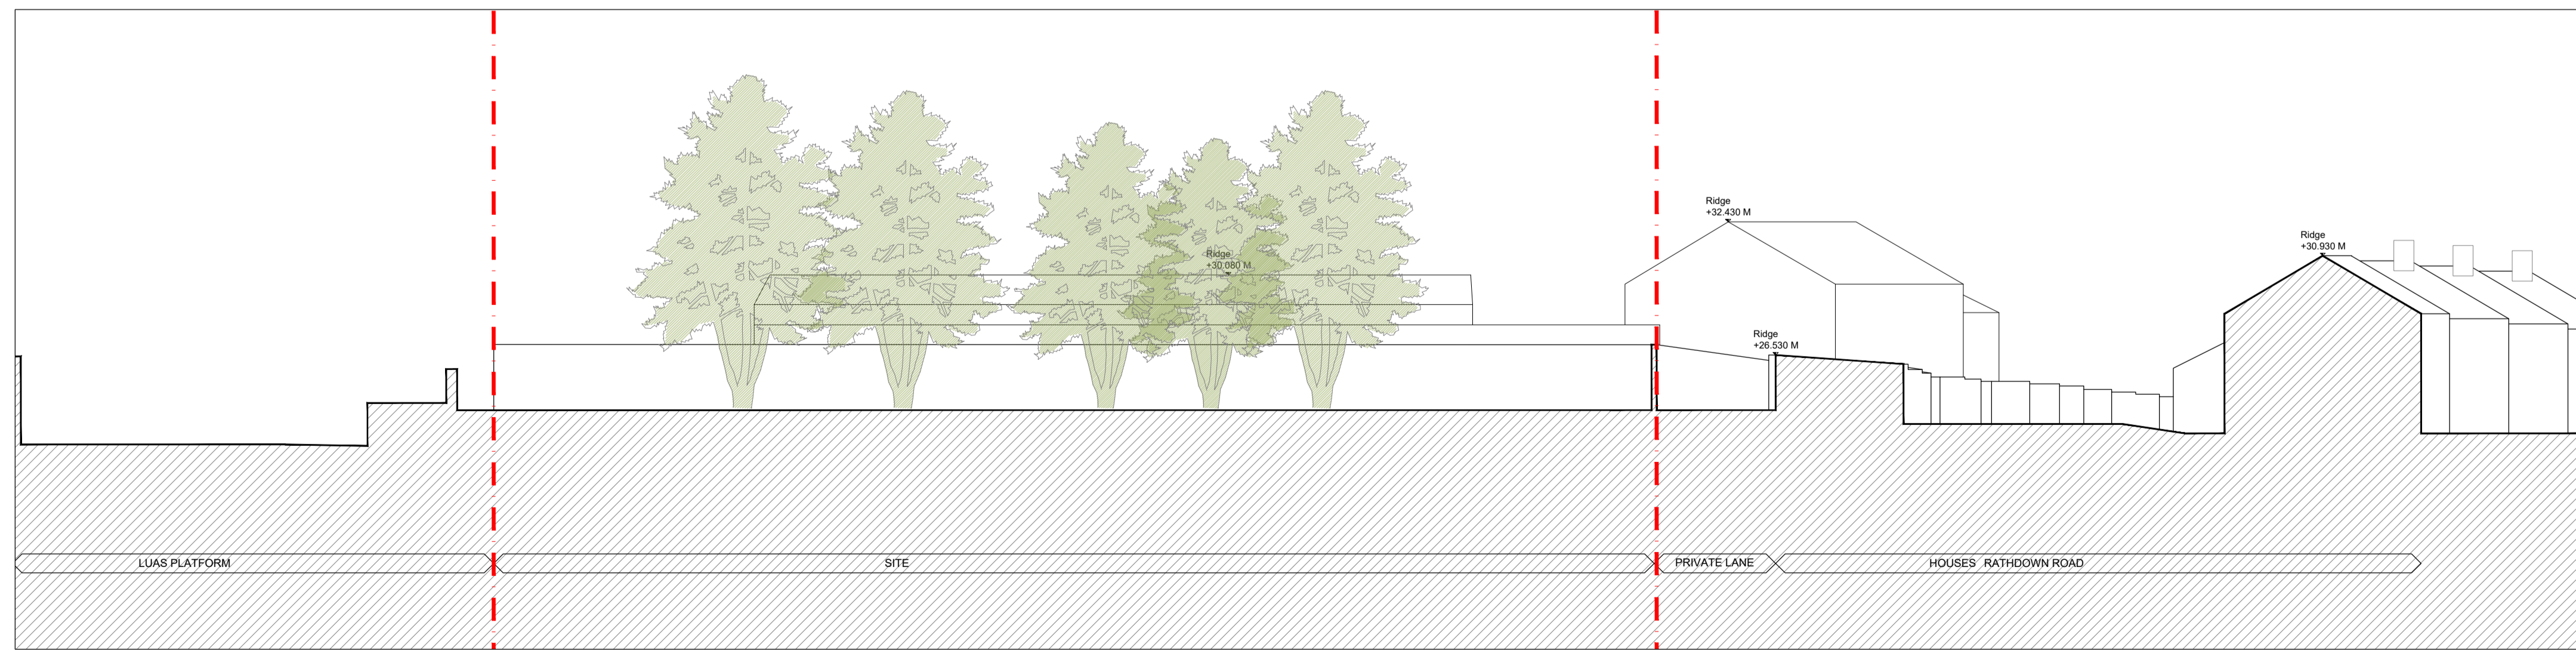 Ridge
+32.430 M
Ridge
+30.930 M
Ridge
+30.080 M
Ridge
+26.530 M
LUAS PLATFORM
SITE
PRIVATE LANE
HOUSES RATHDOWN ROAD